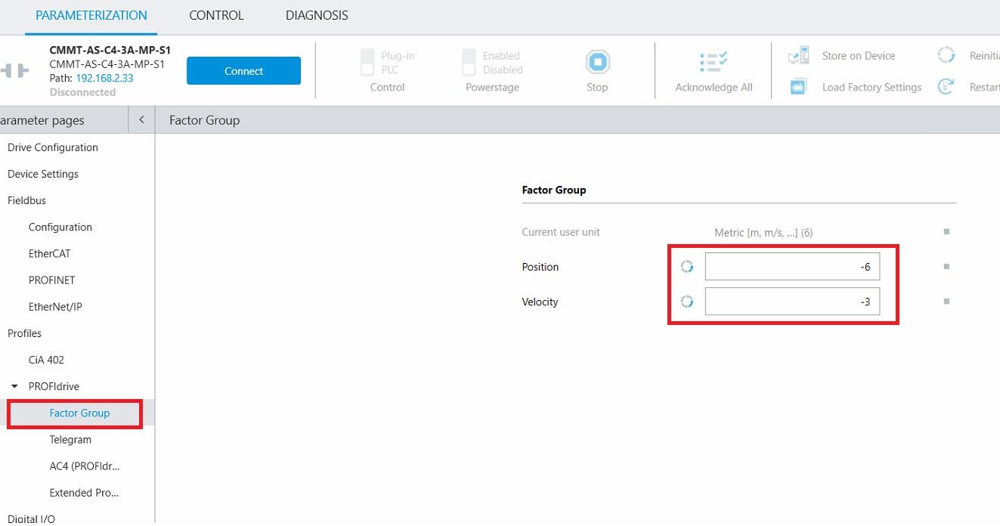 PARAMETERIZATION CONTROL DIAGNOSIS
CMMT-AS-C4-3A-MP-S1
CMMT-AS-C4-3A-MP-S1
Path: 192.168.2.33
Disconnected
Connect
Plug-in
PLC
Control
Enabled
Disabled
Powerstage
Stop
Acknowledge All
Store on Device
Load Factory Settings
Reinitia
Restart
arameter pages
Factor Group
Drive Configuration
Device Settings
Fieldbus
Configuration
EtherCAT
PROFINET
EtherNet/IP
Profiles
CiA 402
PROFIdrive
Factor Group
Telegram
AC4 (PROFIdr...
Extended Pro...
Digital I/O
Factor Group
Current user unit Metric [m, m/s, ...] (6)
Position -6
Velocity -3